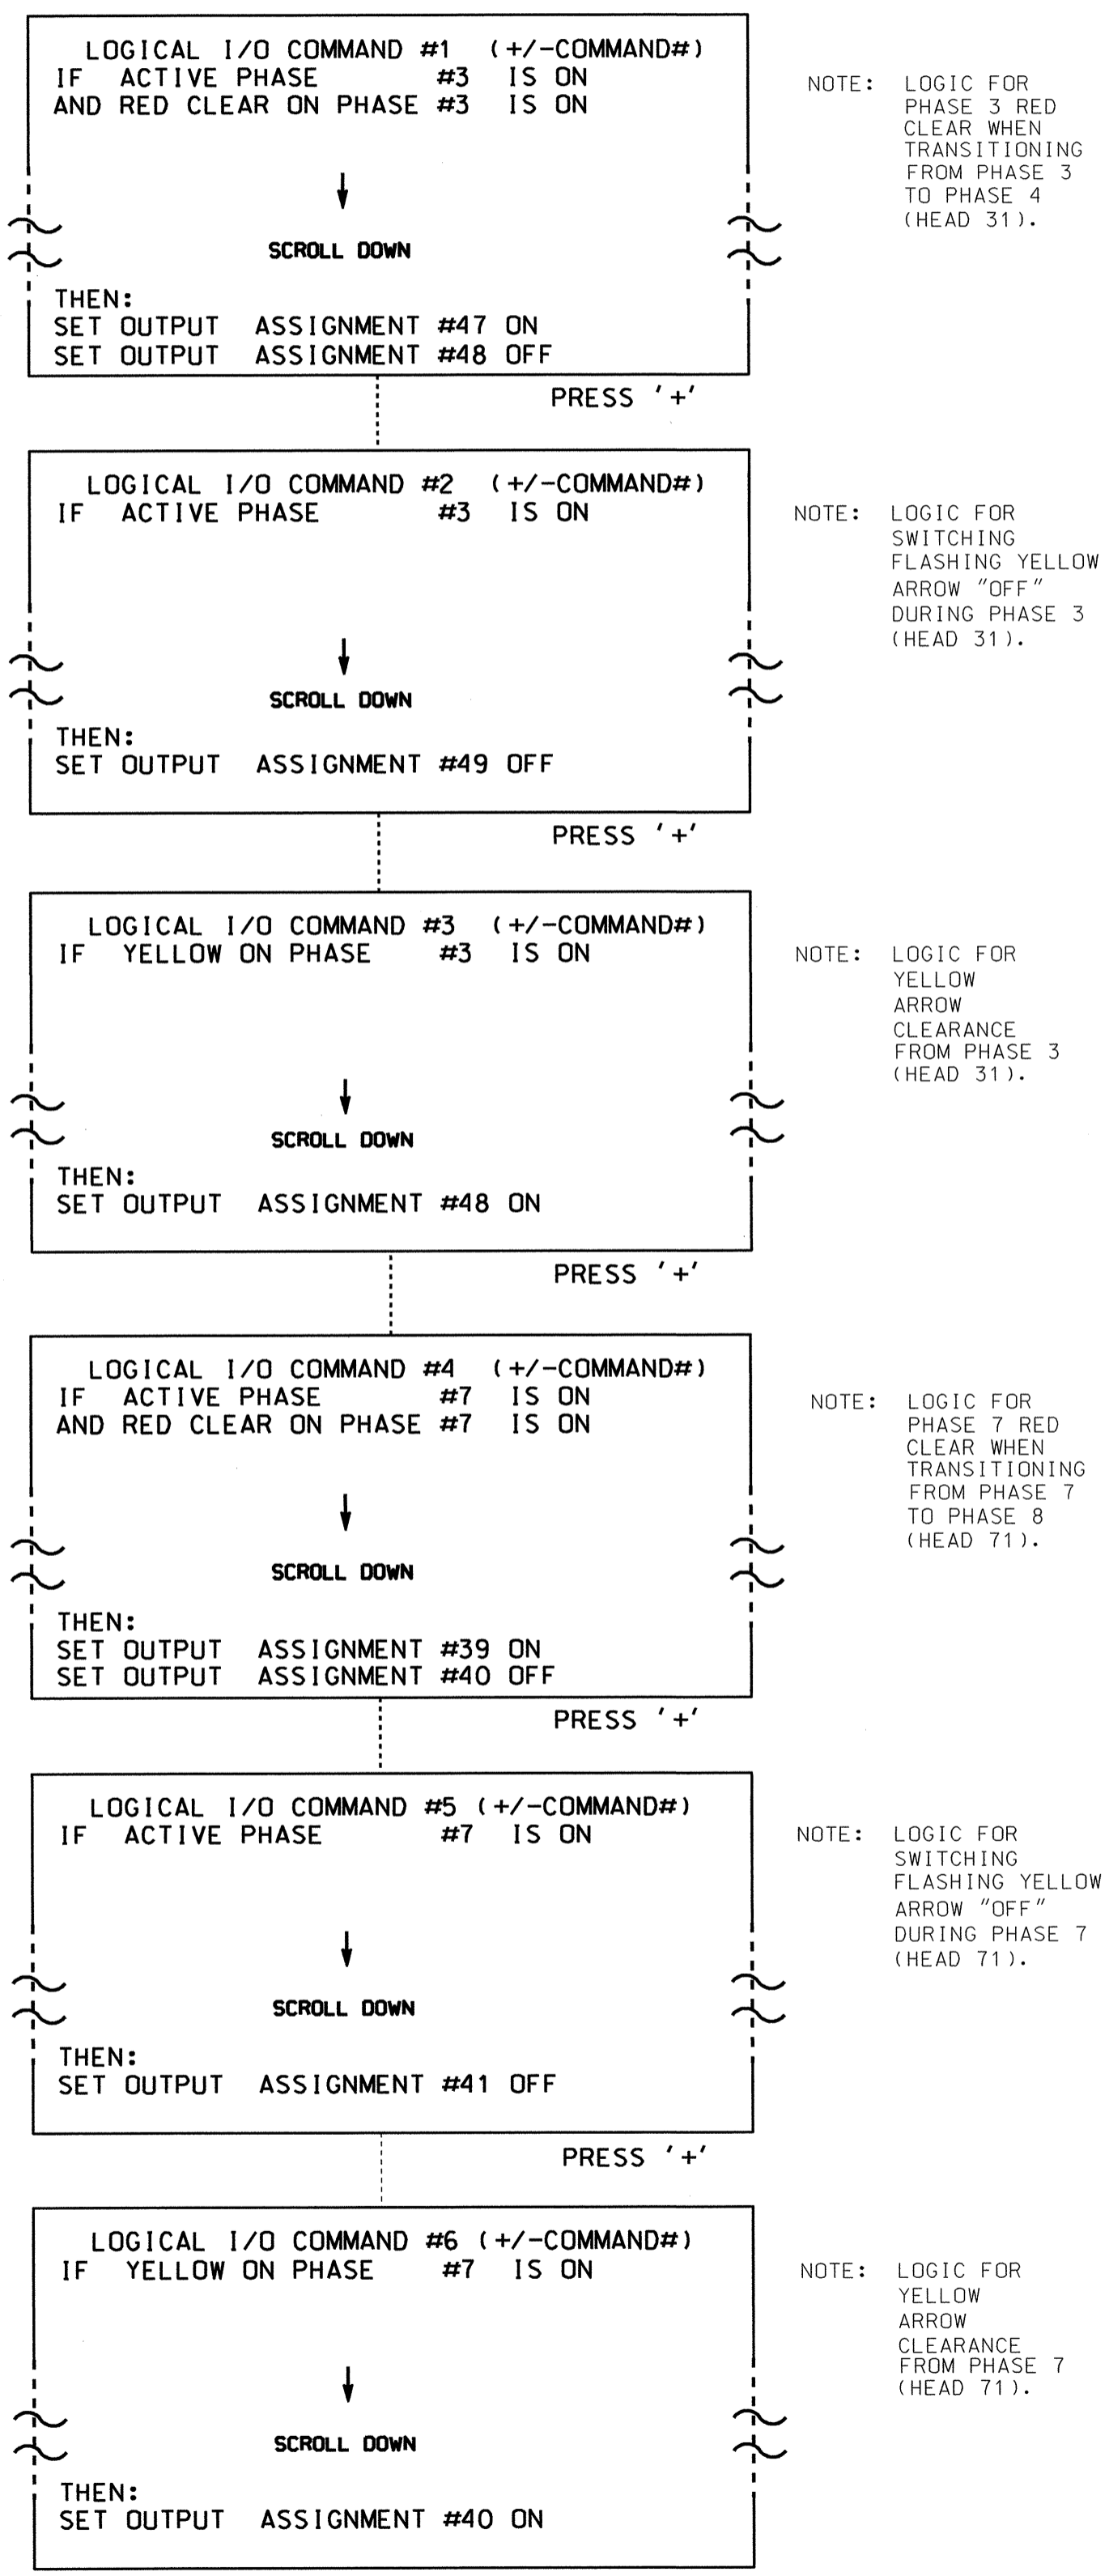 LOGICAL I/O COMMAND #1 (+/-COMMAND#)
IF ACTIVE PHASE #3 IS ON
AND RED CLEAR ON PHASE #3 IS ON
SCROLL DOWN
THEN:
SET OUTPUT ASSIGNMENT #47 ON
SET OUTPUT ASSIGNMENT #48 OFF
NOTE: LOGIC FOR
PHASE 3 RED
CLEAR WHEN
TRANSITIONING
FROM PHASE 3
TO PHASE 4
(HEAD 31).
PRESS '+'
LOGICAL I/O COMMAND #2 (+/-COMMAND#)
IF ACTIVE PHASE #3 IS ON
SCROLL DOWN
THEN:
SET OUTPUT ASSIGNMENT #49 OFF
NOTE: LOGIC FOR
SWITCHING
FLASHING YELLOW
ARROW "OFF"
DURING PHASE 3
(HEAD 31).
PRESS '+'
LOGICAL I/O COMMAND #3 (+/-COMMAND#)
IF YELLOW ON PHASE #3 IS ON
SCROLL DOWN
THEN:
SET OUTPUT ASSIGNMENT #48 ON
NOTE: LOGIC FOR
YELLOW
ARROW
CLEARANCE
FROM PHASE 3
(HEAD 31).
PRESS '+'
LOGICAL I/O COMMAND #4 (+/-COMMAND#)
IF ACTIVE PHASE #7 IS ON
AND RED CLEAR ON PHASE #7 IS ON
SCROLL DOWN
THEN:
SET OUTPUT ASSIGNMENT #39 ON
SET OUTPUT ASSIGNMENT #40 OFF
NOTE: LOGIC FOR
PHASE 7 RED
CLEAR WHEN
TRANSITIONING
FROM PHASE 7
TO PHASE 8
(HEAD 71).
PRESS '+'
LOGICAL I/O COMMAND #5 (+/-COMMAND#)
IF ACTIVE PHASE #7 IS ON
SCROLL DOWN
THEN:
SET OUTPUT ASSIGNMENT #41 OFF
NOTE: LOGIC FOR
SWITCHING
FLASHING YELLOW
ARROW "OFF"
DURING PHASE 7
(HEAD 71).
PRESS '+'
LOGICAL I/O COMMAND #6 (+/-COMMAND#)
IF YELLOW ON PHASE #7 IS ON
SCROLL DOWN
THEN:
SET OUTPUT ASSIGNMENT #40 ON
NOTE: LOGIC FOR
YELLOW
ARROW
CLEARANCE
FROM PHASE 7
(HEAD 71).